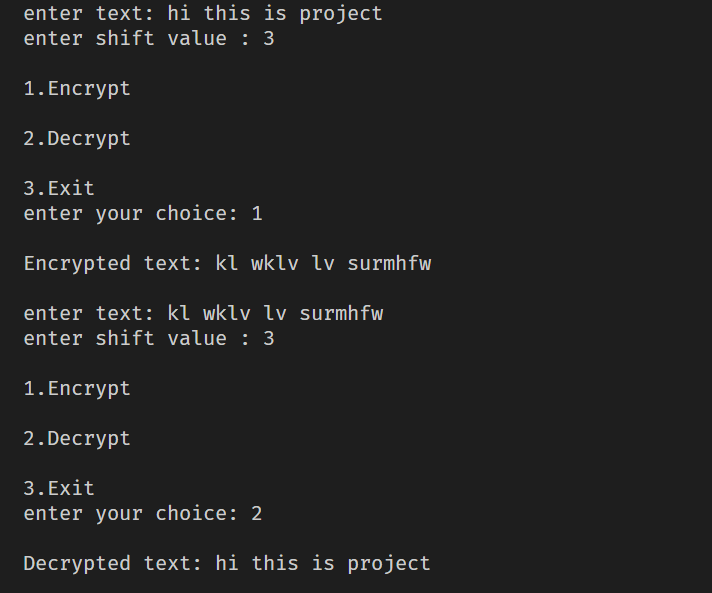 enter text: hi this is project
enter shift value : 3
1.Encrypt
2.Decrypt
3.Exit
enter your choice: 1
Encrypted text: kl wklv lv surmhfw
enter text: kl wklv lv surmhfw
enter shift value : 3
1.Encrypt
2.Decrypt
3.Exit
enter your choice: 2
Decrypted text: hi this is project